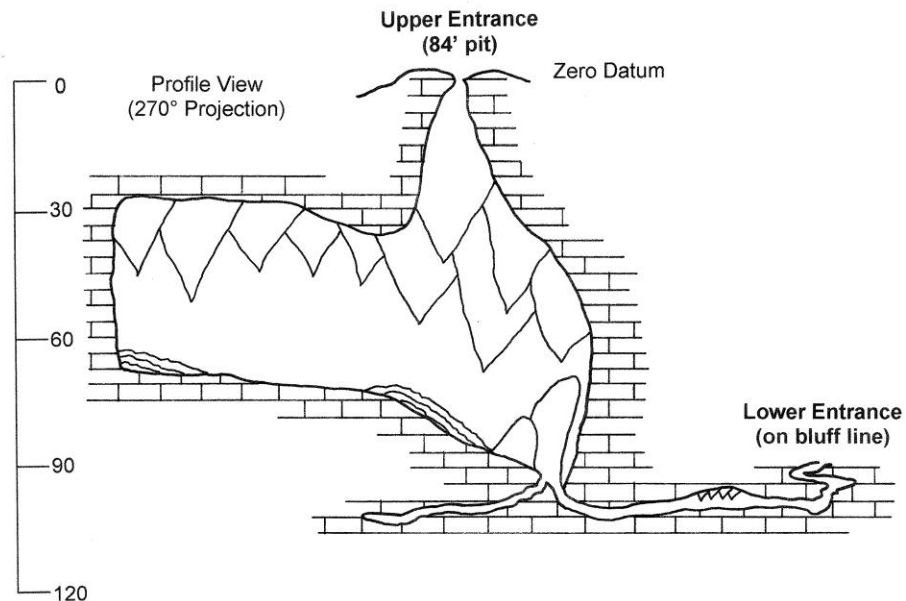 Upper Entrance
(84' pit)
Profile View
(270° Projection)
Zero Datum
0
30
60
90
120
Lower Entrance
(on bluff line)